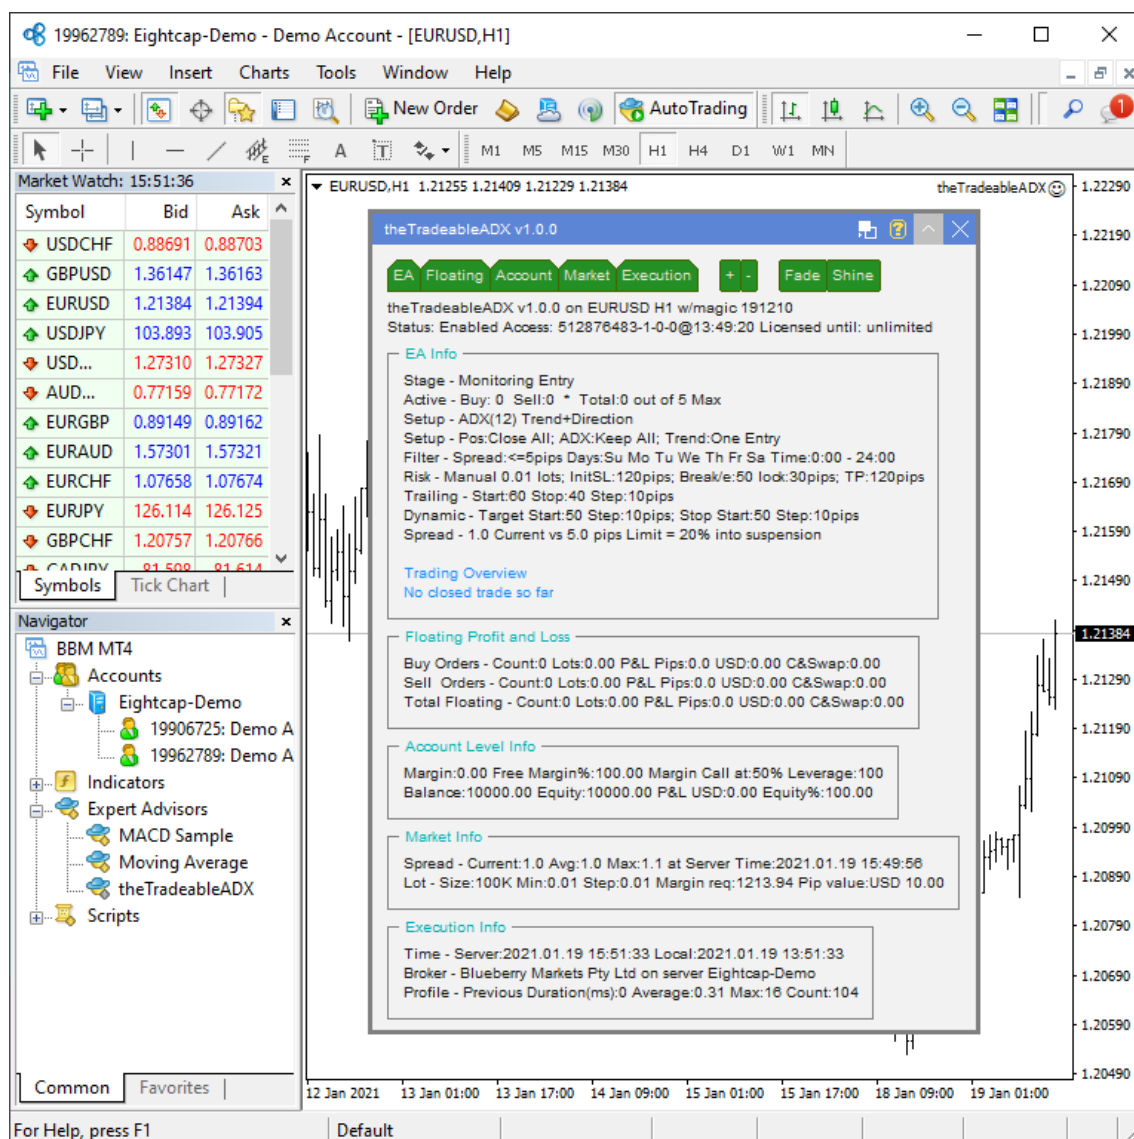 19962789: Eightcap-Demo - Demo Account - [EURUSD,H1]
File View Insert Charts Tools Window Help
New Order AutoTrading 1
E F A T M1 M5 M15 M30 H1 H4 D1 W1 MN
Market Watch: 15:51:36
Symbol Bid Ask
USDCHF 0.88691 0.88703
GBPUSD 1.36147 1.36163
EURUSD 1.21384 1.21394
USDJPY 103.893 103.905
USD... 1.27310 1.27327
AUD... 0.77159 0.77172
EURGBP 0.89149 0.89162
EURAUD 1.57301 1.57321
EURCHF 1.07658 1.07674
EURJPY 126.114 126.125
GBPCHF 1.20757 1.20766
CADJPY 81.598 81.614
Symbols Tick Chart
Navigator
BBM MT4
Accounts
Eightcap-Demo
19906725: Demo A
19962789: Demo A
Indicators
Expert Advisors
MACD Sample
Moving Average
theTradeableADX
Scripts
Common Favorites
EURUSD,H1 1.21255 1.21409 1.21229 1.21384
theTradeableADX
theTradeableADX v1.0.0
EA Floating Account Market Execution + - Fade Shine
theTradeableADX v1.0.0 on EURUSD H1 w/magic 191210
Status: Enabled Access: 512876483-1-0-0@13:49:20 Licensed until: unlimited
EA Info
Stage - Monitoring Entry
Active - Buy: 0 Sell:0 * Total:0 out of 5 Max
Setup - ADX(12) Trend+Direction
Setup - Pos:Close All; ADX:Keep All; Trend:One Entry
Filter - Spread:<=5pips Days:Su Mo Tu We Th Fr Sa Time:0:00 - 24:00
Risk - Manual 0.01 lots; InitSL:120pips; Break/e:50 lock:30pips; TP:120pips
Trailing - Start:60 Stop:40 Step:10pips
Dynamic - Target Start:50 Step:10pips; Stop Start:50 Step:10pips
Spread - 1.0 Current vs 5.0 pips Limit = 20% into suspension
Trading Overview
No closed trade so far
Floating Profit and Loss
Buy Orders - Count:0 Lots:0.00 P&L Pips:0.0 USD:0.00 C&Swap:0.00
Sell Orders - Count:0 Lots:0.00 P&L Pips:0.0 USD:0.00 C&Swap:0.00
Total Floating - Count:0 Lots:0.00 P&L Pips:0.0 USD:0.00 C&Swap:0.00
Account Level Info
Margin:0.00 Free Margin%:100.00 Margin Call at:50% Leverage:100
Balance:10000.00 Equity:10000.00 P&L USD:0.00 Equity%:100.00
Market Info
Spread - Current:1.0 Avg:1.0 Max:1.1 at Server Time:2021.01.19 15:49:56
Lot - Size:100K Min:0.01 Step:0.01 Margin req:1213.94 Pip value:USD 10.00
Execution Info
Time - Server:2021.01.19 15:51:33 Local:2021.01.19 13:51:33
Broker - Blueberry Markets Pty Ltd on server Eightcap-Demo
Profile - Previous Duration(ms):0 Average:0.31 Max:16 Count:104
1.22290
1.22190
1.22090
1.21990
1.21890
1.21790
1.21690
1.21590
1.21490
1.21384
1.21290
1.21190
1.21090
1.20990
1.20890
1.20790
1.20690
1.20590
1.20490
12 Jan 2021 13 Jan 01:00 13 Jan 17:00 14 Jan 09:00 15 Jan 01:00 15 Jan 17:00 18 Jan 09:00 19 Jan 01:00
For Help, press F1 Default